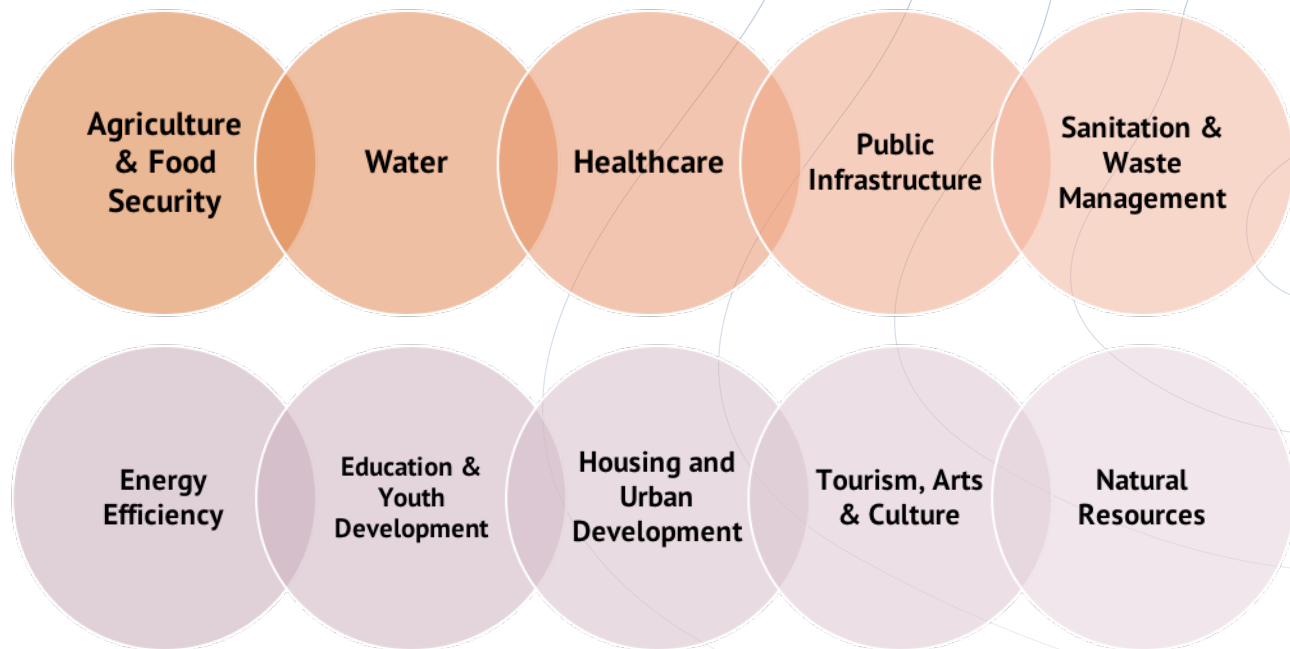 Agriculture
& Food
Security
Water
Healthcare
Public
Infrastructure
Sanitation &
Waste
Management
Energy
Efficiency
Education &
Youth
Development
Housing and
Urban
Development
Tourism, Arts
& Culture
Natural
Resources